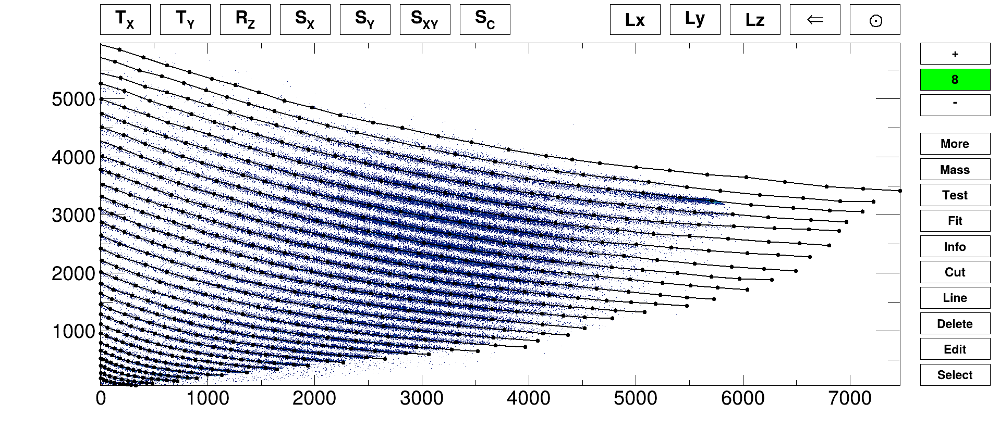 TX TY RZ SX SY SXY SC Lx Ly Lz ⇐ ⊙
+
8
-
More
Mass
Test
Fit
Info
Cut
Line
Delete
Edit
Select
5000
4000
3000
2000
1000
0 1000 2000 3000 4000 5000 6000 7000